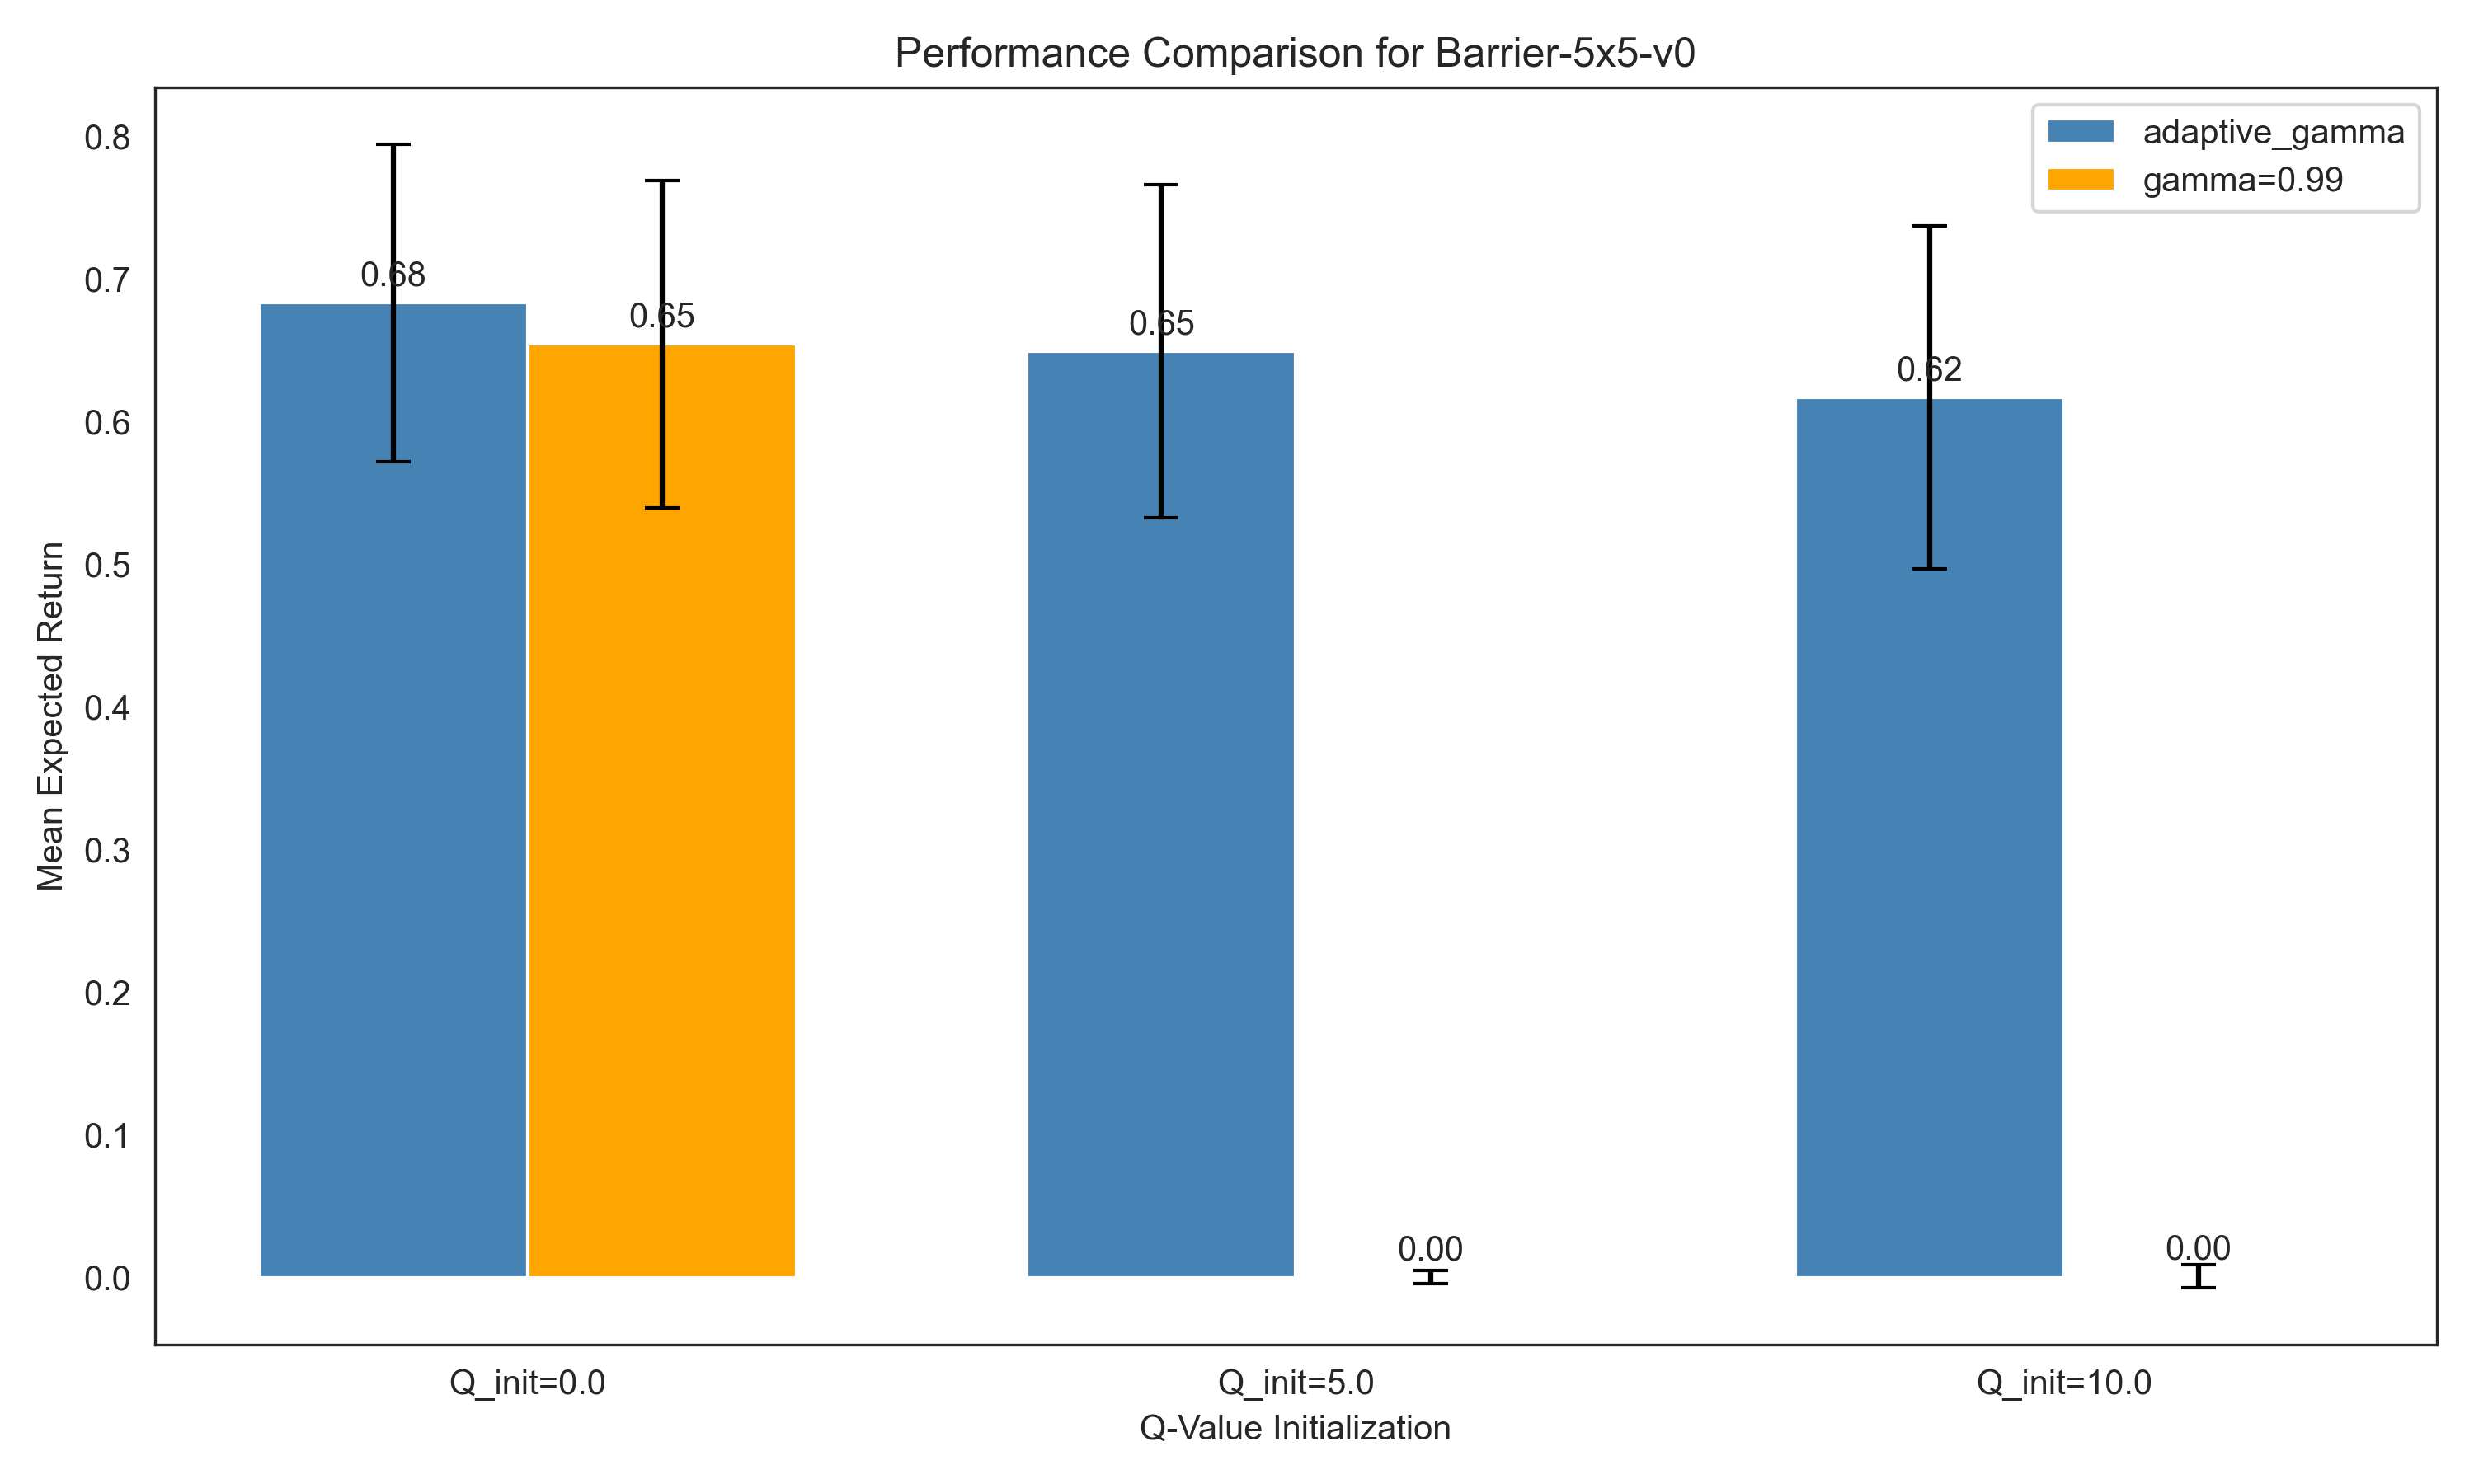 Performance Comparison for Barrier-5x5-v0
adaptive_gamma
gamma=0.99
0.8
0.7
0.6
0.5
0.4
0.3
0.2
0.1
0.0
Mean Expected Return
0.68
0.65
0.65
0.00
0.62
0.00
Q_init=0.0
Q_init=5.0
Q_init=10.0
Q-Value Initialization